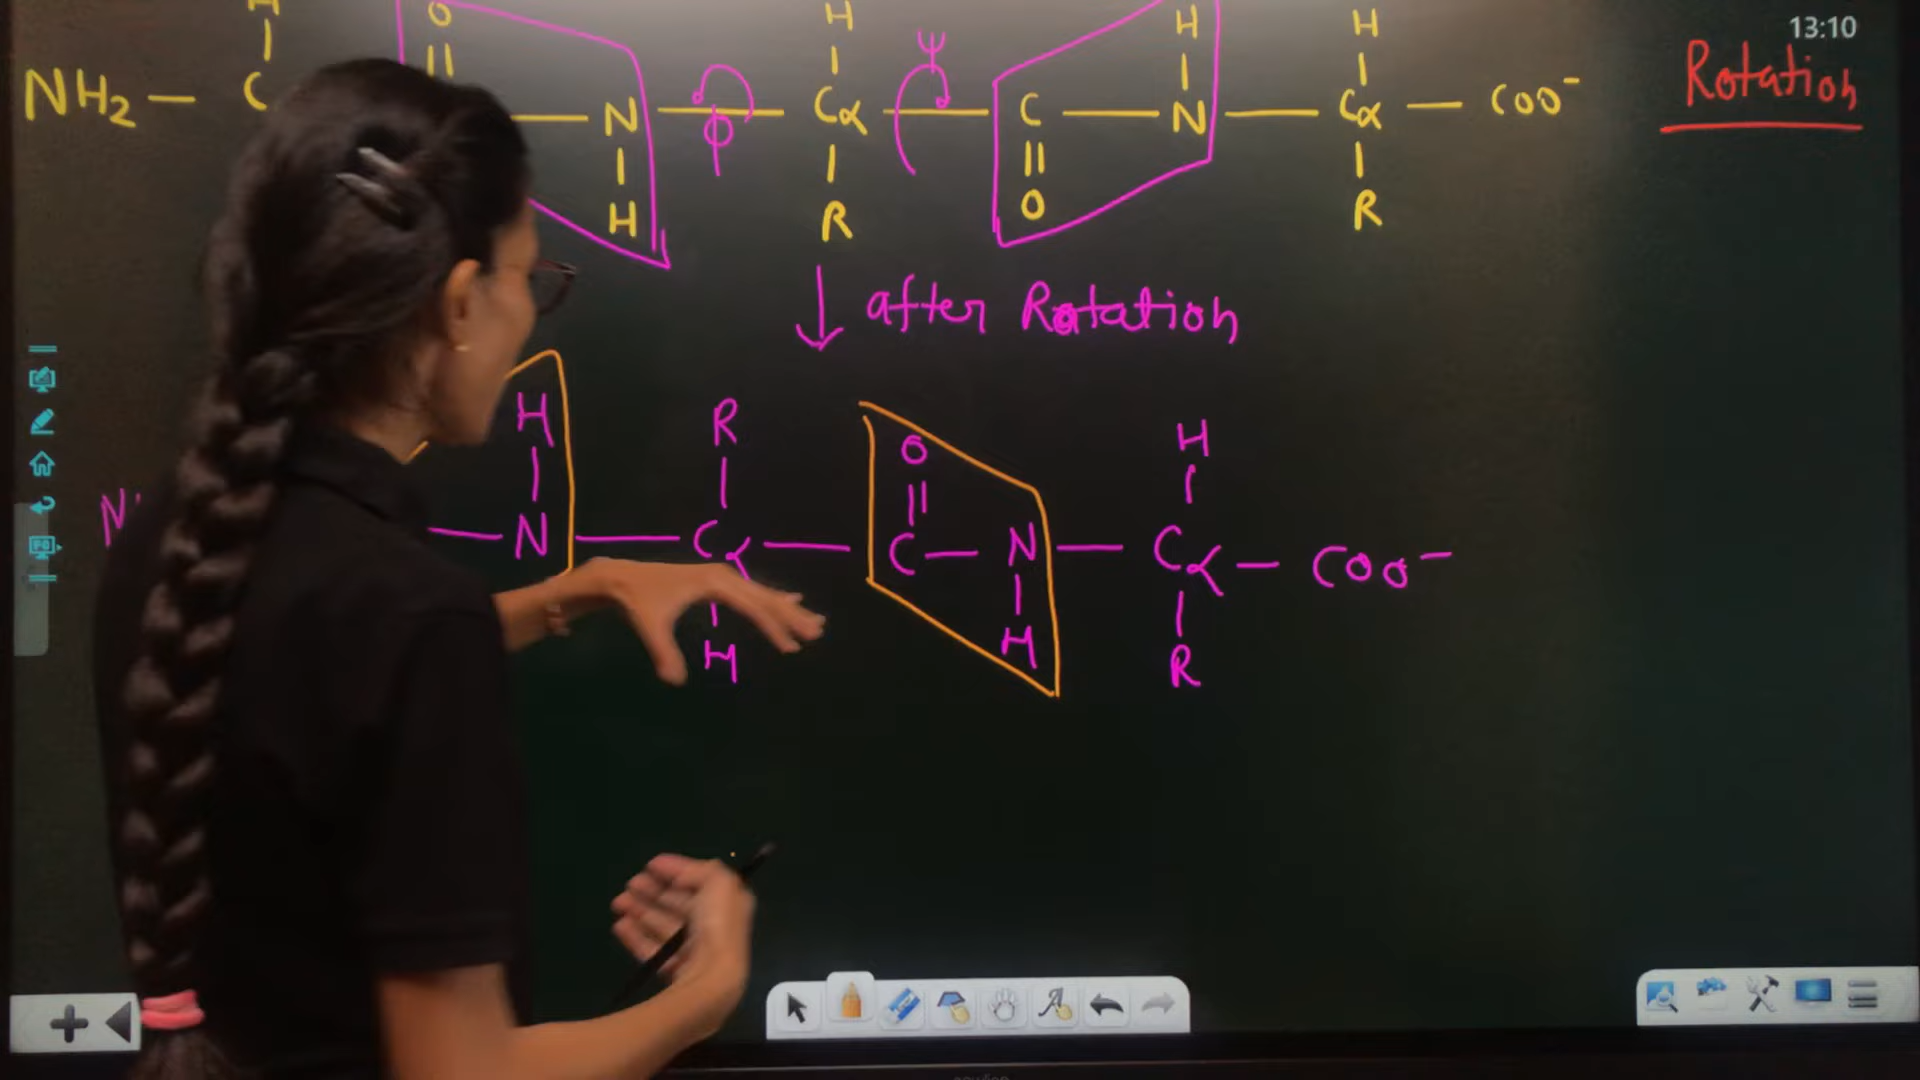 13:10
Rotation
H O H ψ H H
|| | | |
NH₂ — C — N — Cα — C — N — Cα — COO⁻
| φ | || |
H R O R
↓ after Rotation
H R O H
| | || |
— N — Cα — C — N — Cα — COO⁻
| | |
H H R